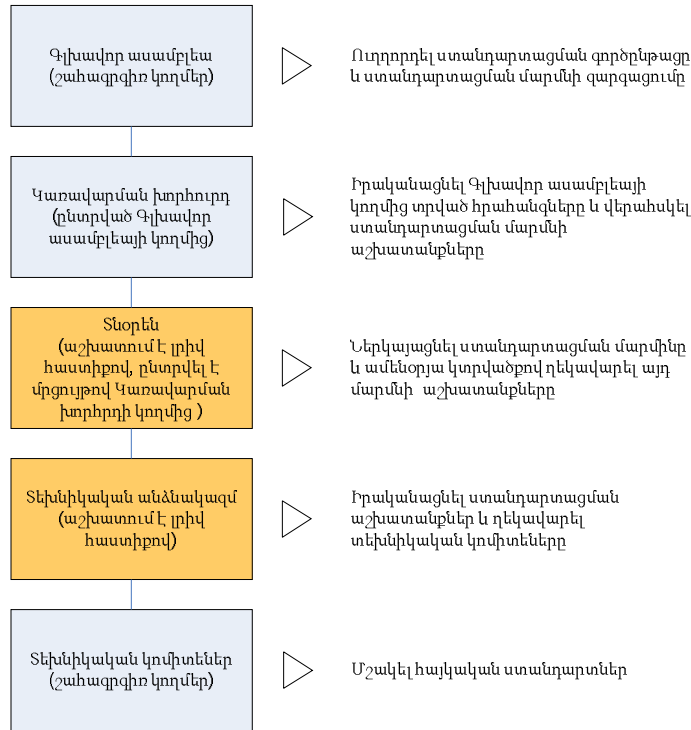 Գլխավոր ասամբլեա
(շահագրգիռ կողմեր)
Ուղղորդել ստանդարտացման գործընթացը
և ստանդարտացման մարմնի զարգացումը
Կառավարման խորհուրդ
(ընտրված Գլխավոր
ասամբլեայի կողմից)
Իրականացնել Գլխավոր ասամբլեայի
կողմից տրված հրահանգները և վերահսկել
ստանդարտացման մարմնի
աշխատանքները
Տնօրեն
(աշխատում է լրիվ
հաստիքով, ընտրվել է
մրցույթով Կառավարման
խորհրդի կողմից )
Ներկայացնել ստանդարտացման մարմինը
և ամենօրյա կտրվածքով ղեկավարել այդ
մարմնի աշխատանքները
Տեխնիկական անձնակազմ
(աշխատում է լրիվ
հաստիքով)
Իրականացնել ստանդարտացման
աշխատանքներ և ղեկավարել
տեխնիկական կոմիտեները
Տեխնիկական կոմիտեներ
(շահագրգիռ կողմեր)
Մշակել հայկական ստանդարտներ